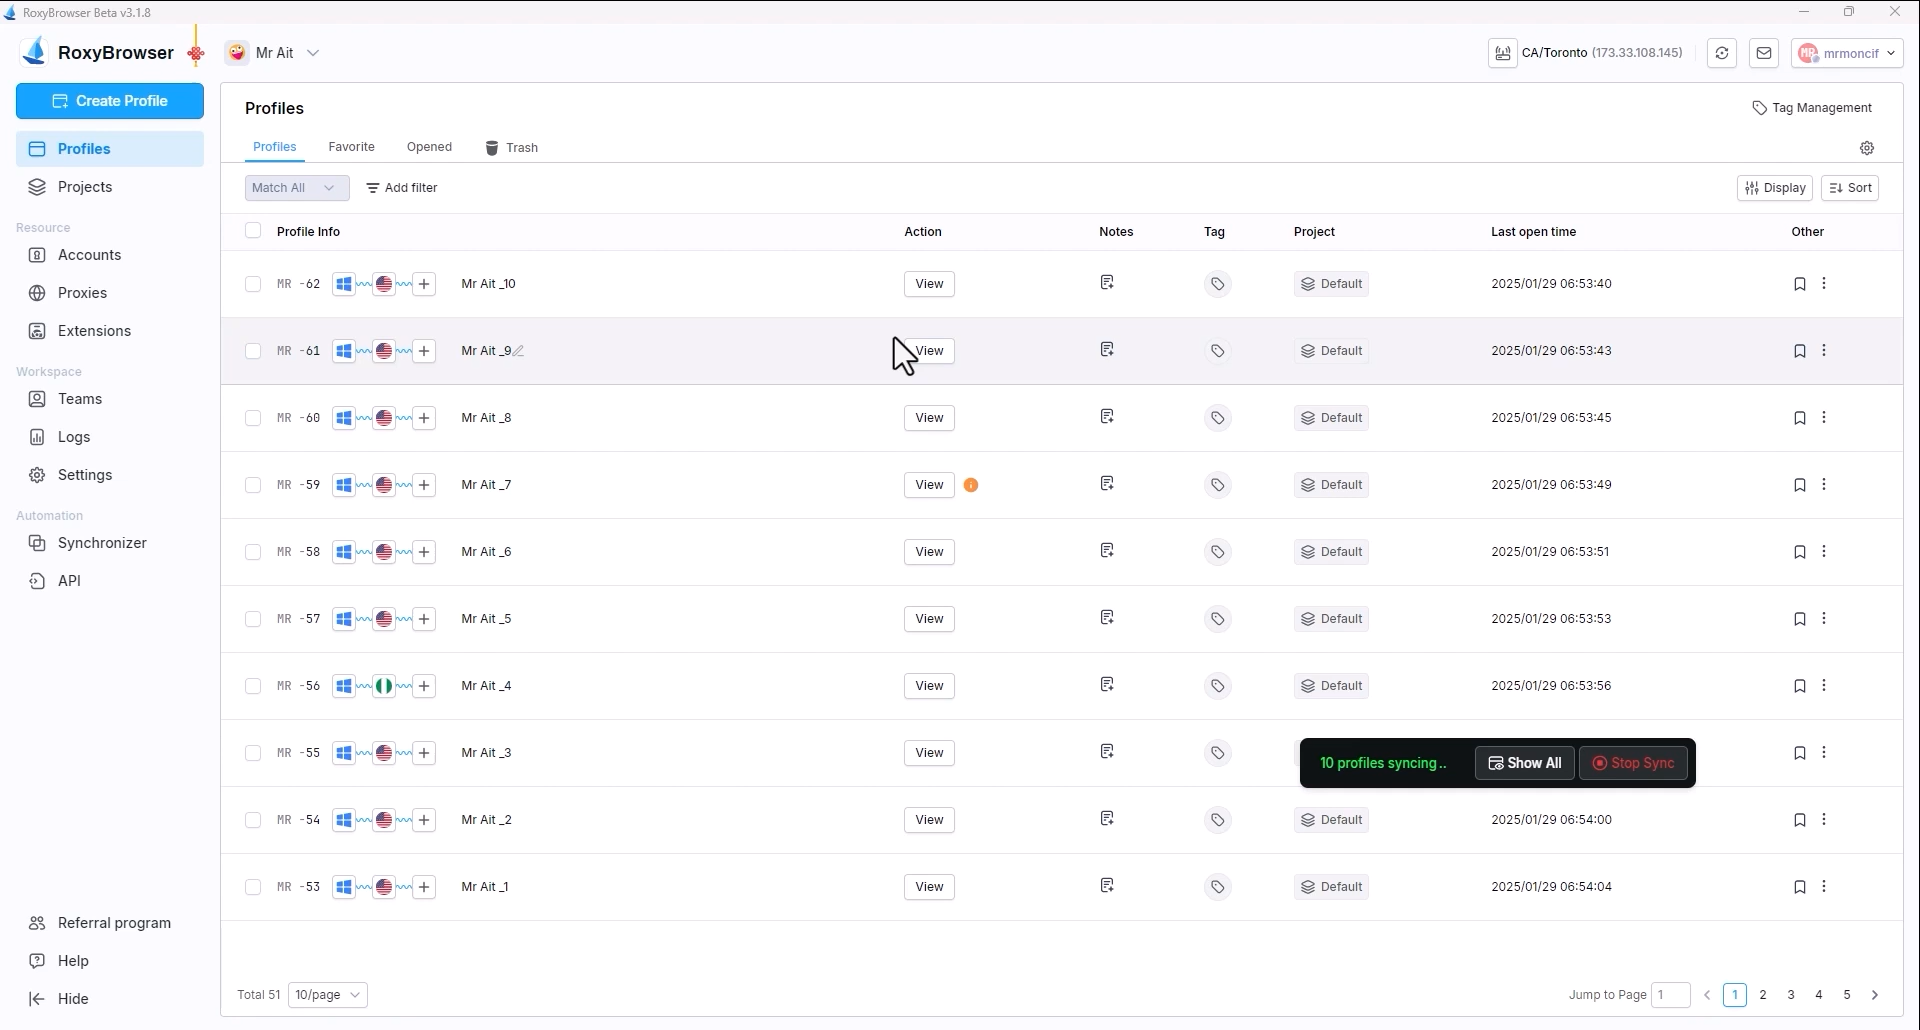 RoxyBrowser Beta v3.1.8
RoxyBrowser
Mr Ait
CA/Toronto (173.33.108.145)
MR
mrmoncif
Create Profile
Profiles
Projects
Resource
Accounts
Proxies
Extensions
Workspace
Teams
Logs
Settings
Automation
Synchronizer
API
Referral program
Help
Hide
Profiles
Tag Management
Profiles Favorite Opened Trash
Match All Add filter Display Sort
Profile Info Action Notes Tag Project Last open time Other
MR -62 Mr Ait _10 View Default 2025/01/29 06:53:40
MR -61 Mr Ait _9 View Default 2025/01/29 06:53:43
MR -60 Mr Ait _8 View Default 2025/01/29 06:53:45
MR -59 Mr Ait _7 View Default 2025/01/29 06:53:49
MR -58 Mr Ait _6 View Default 2025/01/29 06:53:51
MR -57 Mr Ait _5 View Default 2025/01/29 06:53:53
MR -56 Mr Ait _4 View Default 2025/01/29 06:53:56
MR -55 Mr Ait _3 View
10 profiles syncing.. Show All Stop Sync
MR -54 Mr Ait _2 View Default 2025/01/29 06:54:00
MR -53 Mr Ait _1 View Default 2025/01/29 06:54:04
Total 51 10/page Jump to Page 1 1 2 3 4 5